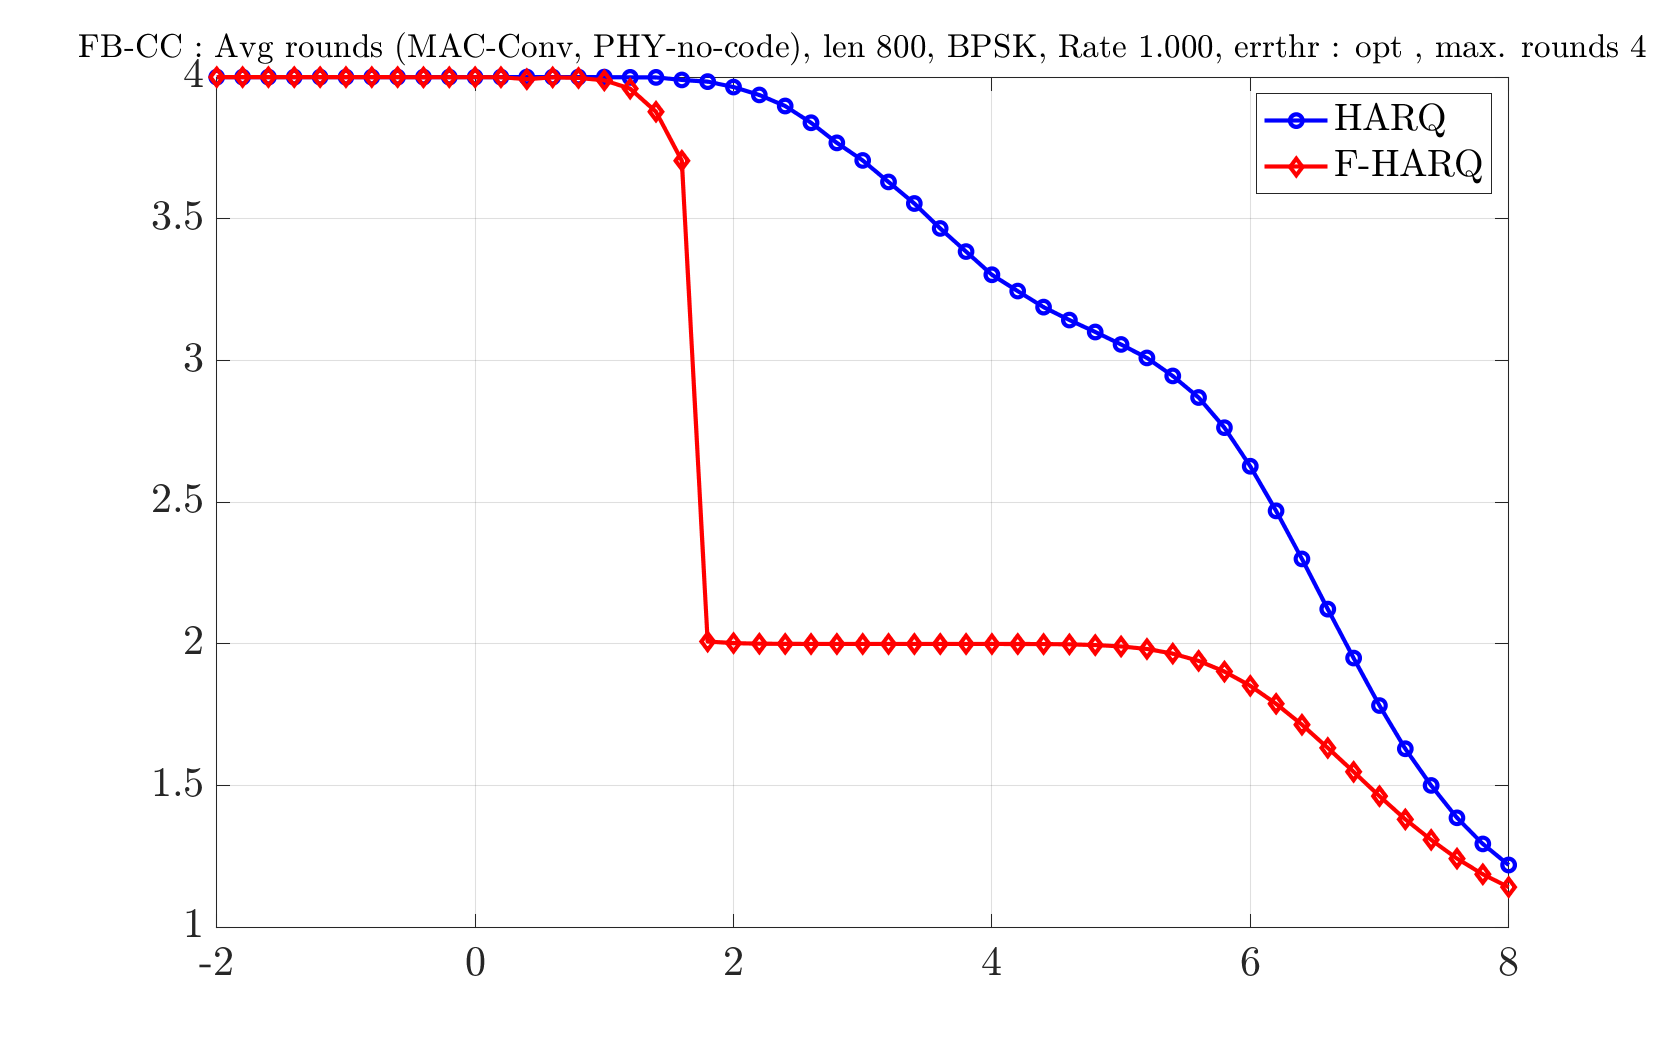 FB-CC : Avg rounds (MAC-Conv, PHY-no-code), len 800, BPSK, Rate 1.000, errthr : opt , max. rounds 4
4
HARQ
F-HARQ
3.5
3
2.5
2
1.5
1
-2 0 2 4 6 8